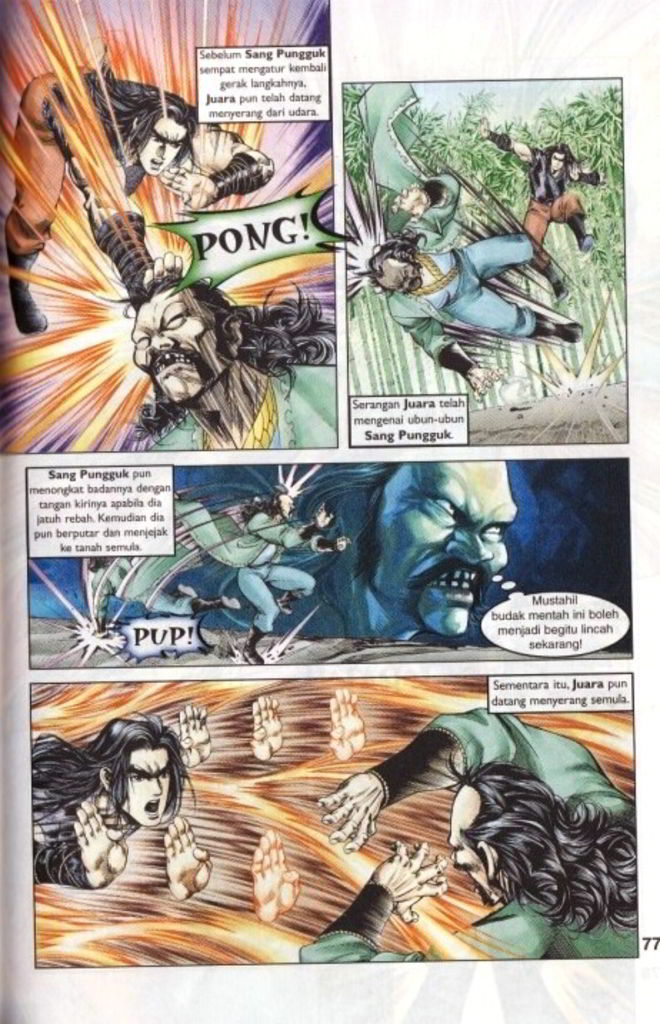 Sebelum Sang Pungguk
sempat mengatur kembali
gerak langkahnya,
Juara pun telah datang
menyerang dari udara.
PONG!
Serangan Juara telah
mengenai ubun-ubun
Sang Pungguk.
Sang Pungguk pun
menongkat badannya dengan
tangan kirinya apabila dia
jatuh rebah. Kemudian dia
pun berputar dan menjejak
ke tanah semula.
PUP!
Mustahil
budak mentah ini boleh
menjadi begitu lincah
sekarang!
Sementara itu, Juara pun
datang menyerang semula.
77